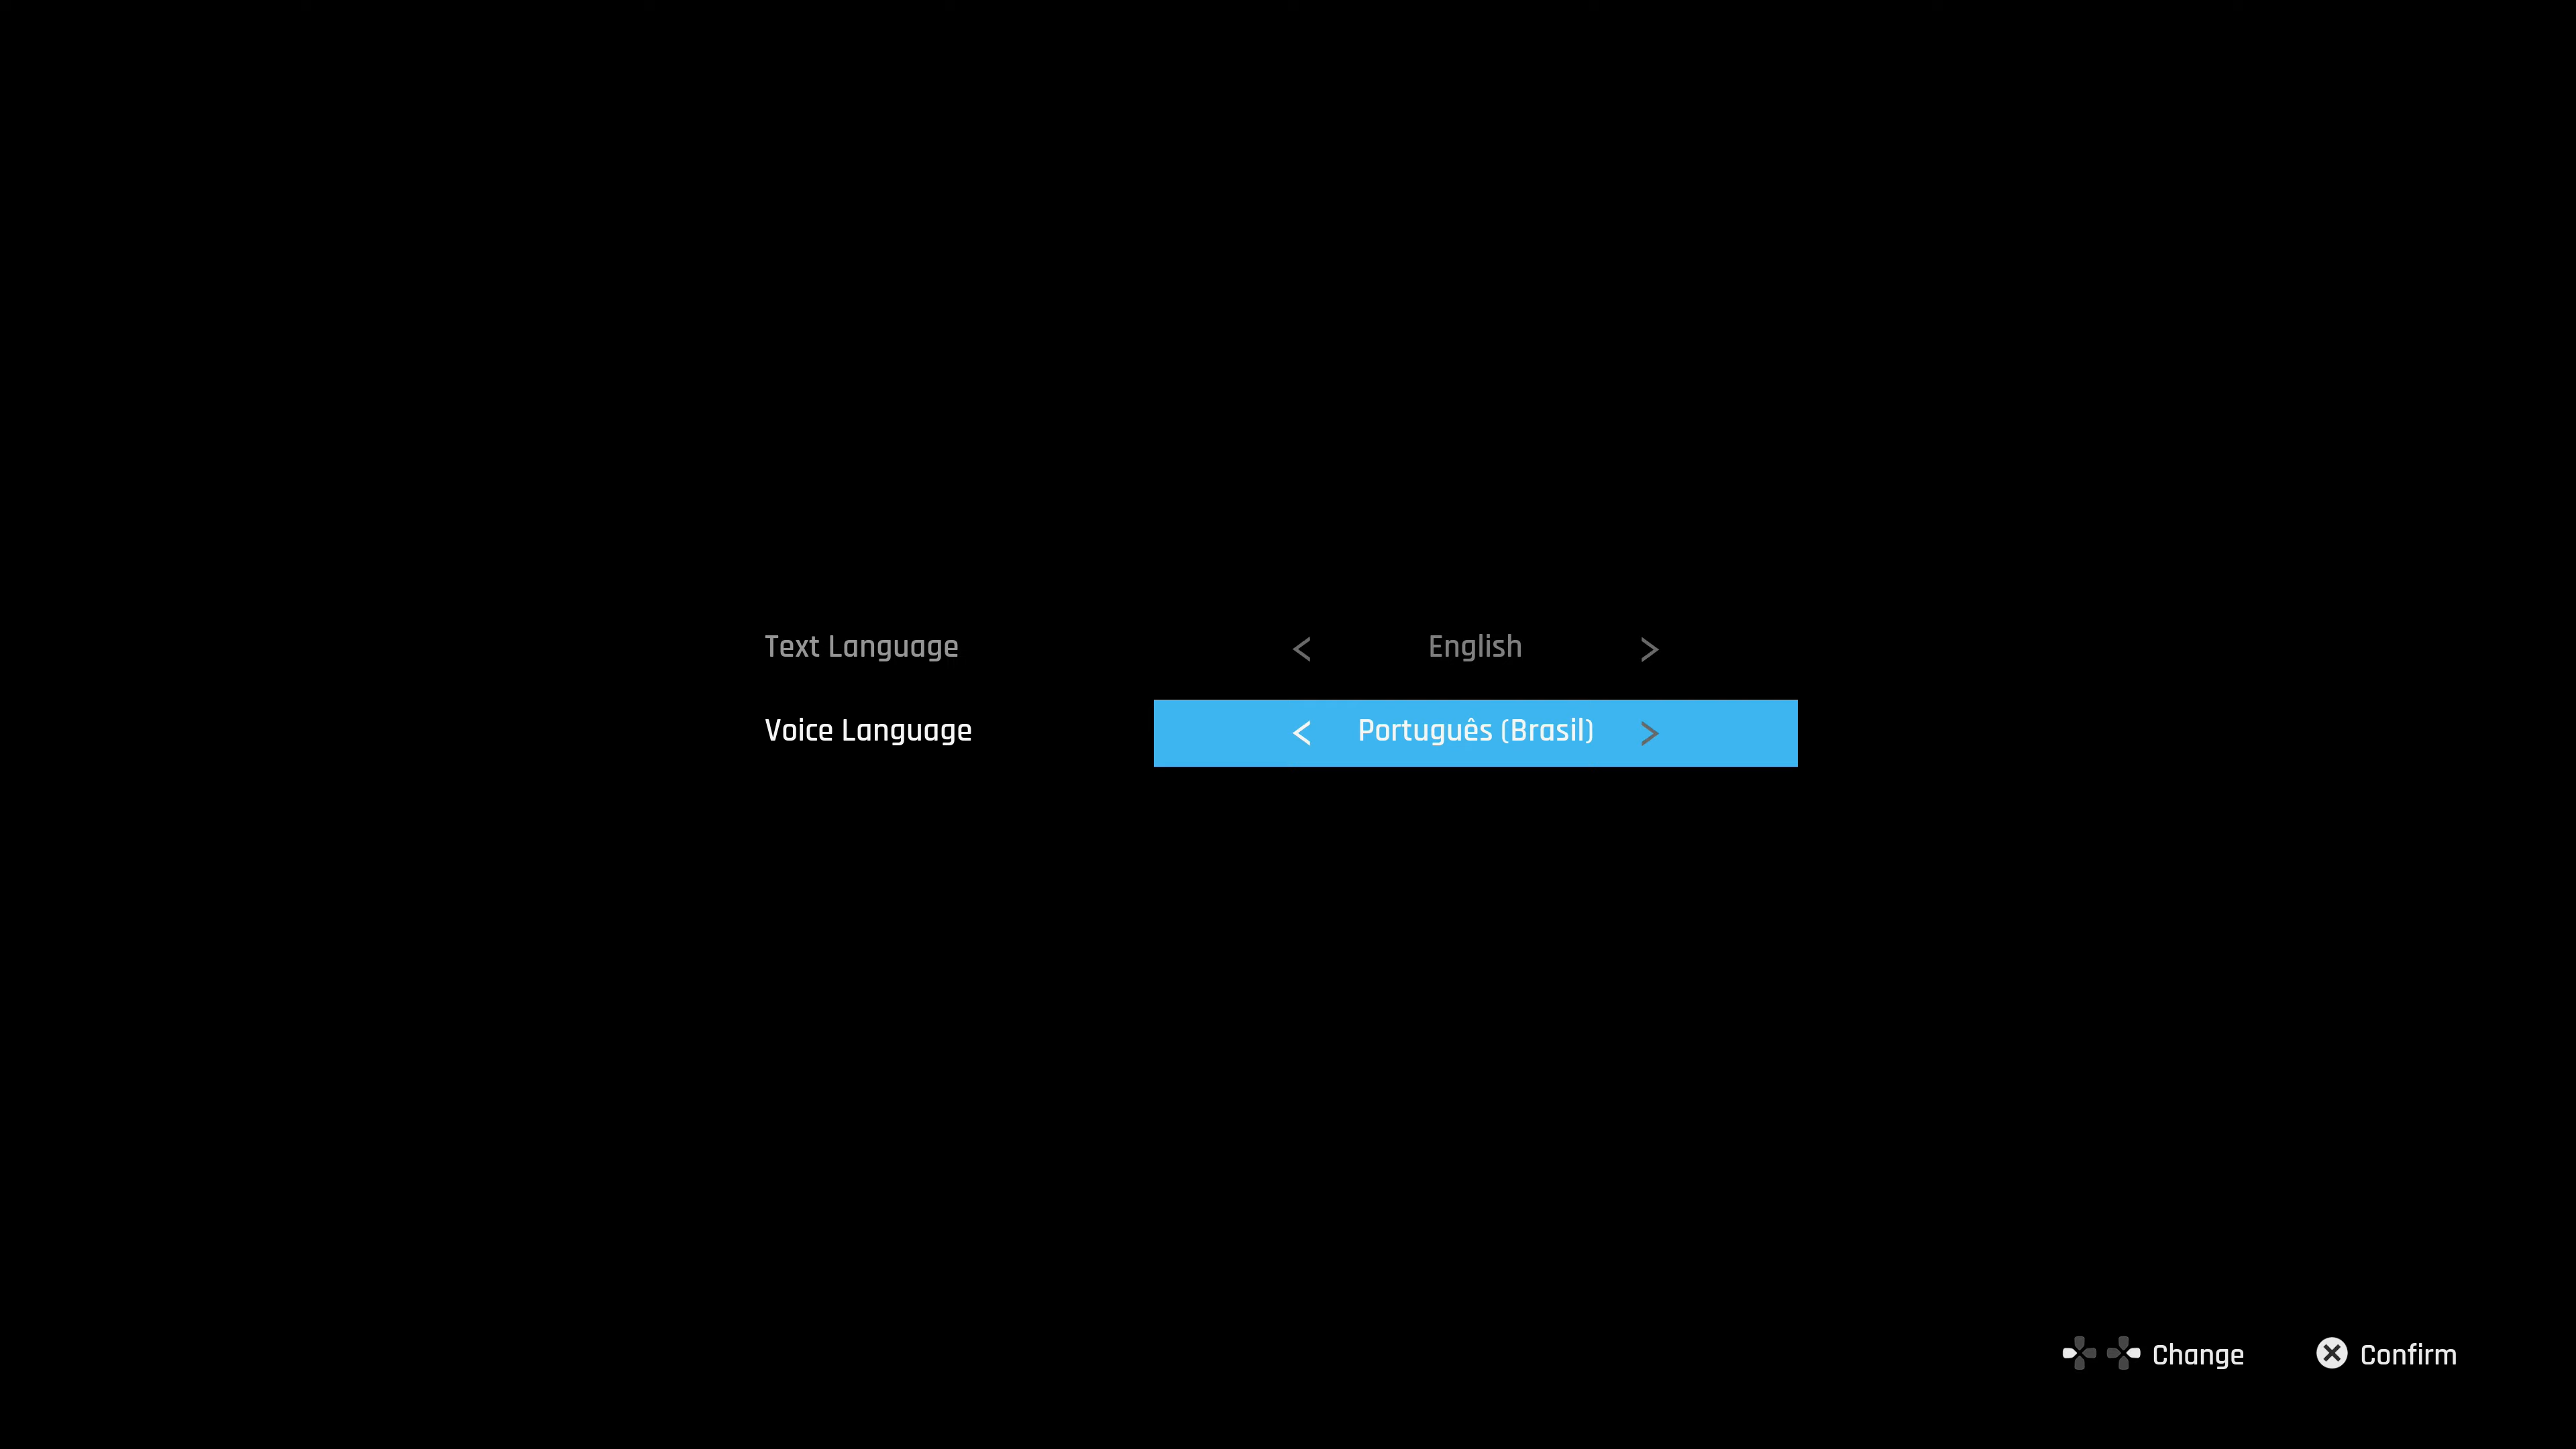 Text Language < English >
Voice Language < Português (Brasil) >
Change Confirm